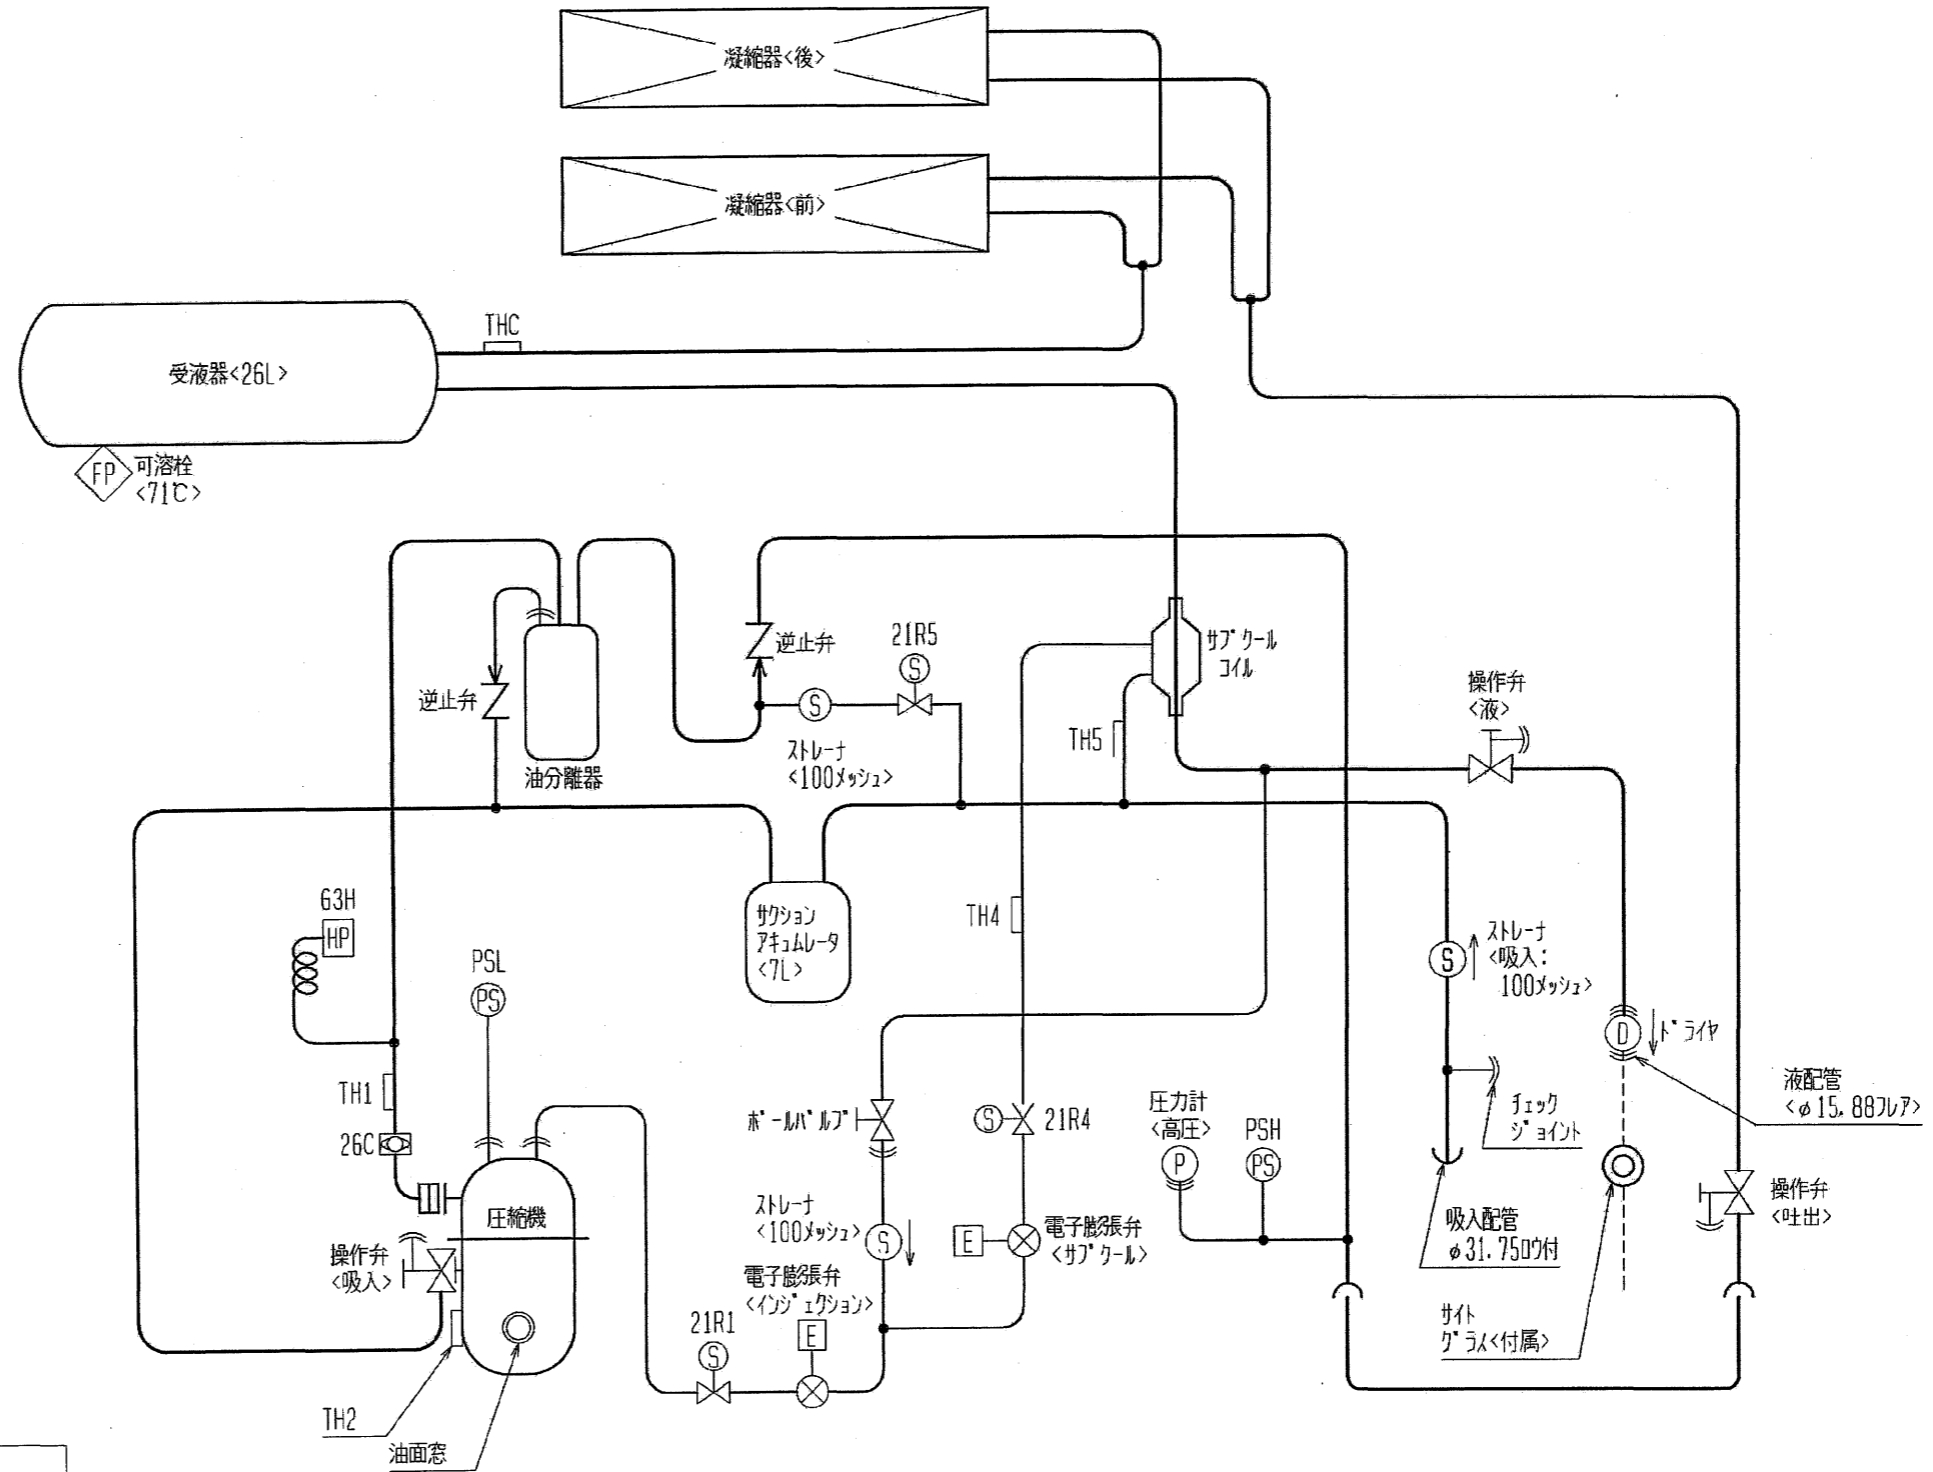 凝縮器<後>
凝縮器<前>
THC
受液器<26L>
FP
可溶栓
<71℃>
逆止弁
油分離器
逆止弁
21R5
S
S
ストレーナ
<100メッシュ>
サブクール
コイル
TH5
操作弁
<液>
63H
HP
PSL
PS
サクション
アキュムレータ
<7L>
TH4
S
ストレーナ
<吸入:
100メッシュ>
D
ドライヤ
液配管
<φ15.88フレア>
TH1
26C
圧縮機
操作弁
<吸入>
ボールバルブ
S
21R4
圧力計
<高圧>
P
PSH
PS
チェック
ジョイント
吸入配管
φ31.75ロウ付
操作弁
<吐出>
ストレーナ
<100メッシュ>
S
E
電子膨張弁
<サブクール>
電子膨張弁
<インジェクション>
E
21R1
S
サイト
グラス<付属>
TH2
油面窓